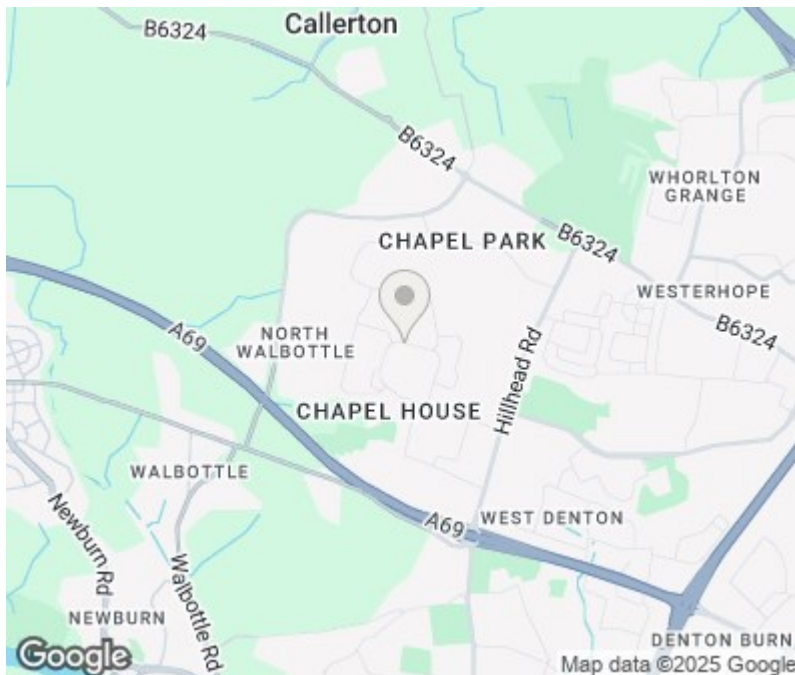 Callerton
B6324
B6324
WHORLTON
GRANGE
CHAPEL PARK
B6324
WESTERHOPE
B6324
A69
NORTH
WALBOTTLE
Hillhead Rd
CHAPEL HOUSE
WALBOTTLE
Newburn Rd
A69
WEST DENTON
Walbottle Rd
NEWBURN
DENTON BURN
Google
Map data ©2025 Google